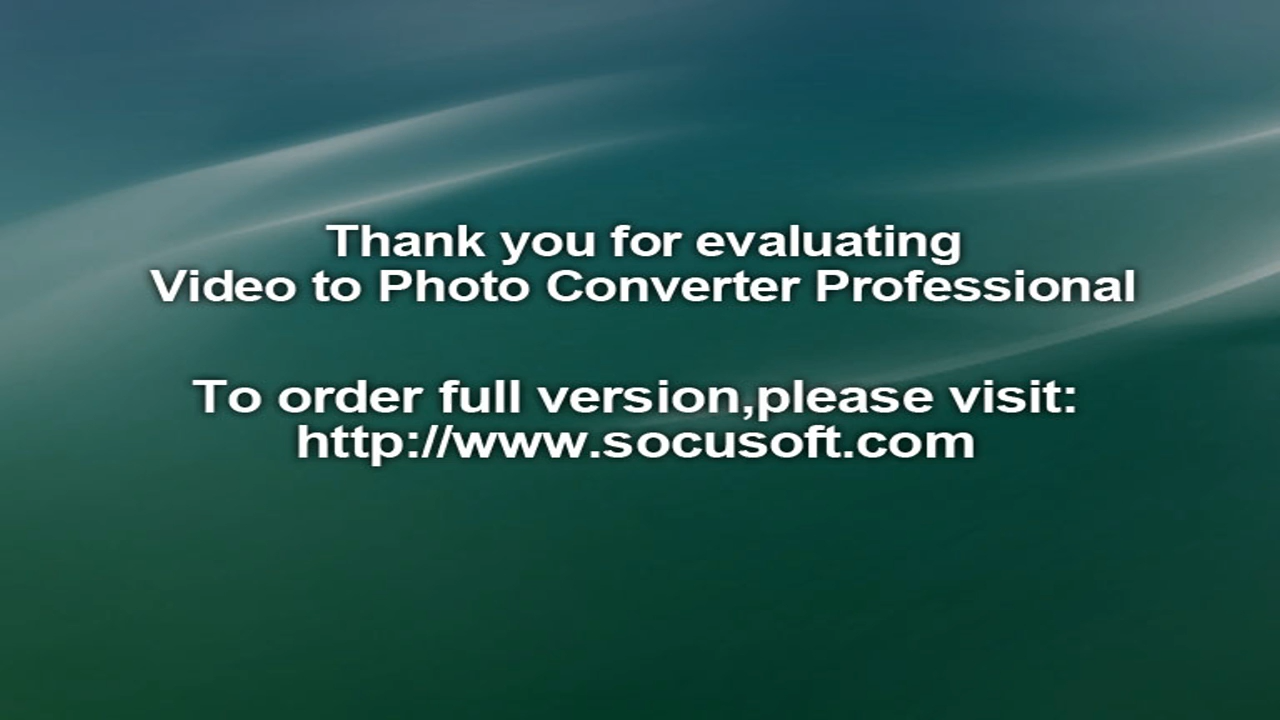 Thank you for evaluating
Video to Photo Converter Professional
To order full version,please visit:
http://www.socusoft.com